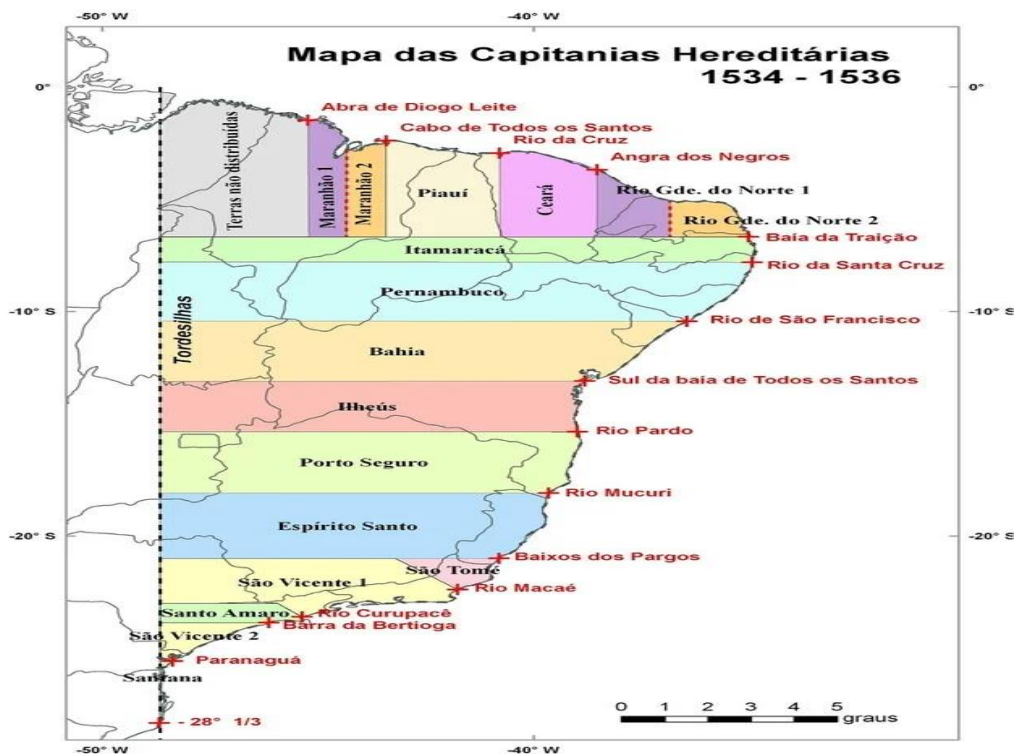 -50° W
-40° W
Mapa das Capitanias Hereditárias
1534 - 1536
0°
0°
Abra de Diogo Leite
Cabo de Todos os Santos
Rio da Cruz
Angra dos Negros
Terras não distribuídas
Maranhão 1
Maranhão 2
Piauí
Ceará
Rio Gde. do Norte 1
Rio Gde. do Norte 2
Baía da Traição
Itamaracá
Rio da Santa Cruz
Pernambuco
-10° S
-10° S
Rio de São Francisco
Tordesilhas
Bahia
Sul da baia de Todos os Santos
Ilheús
Rio Pardo
Porto Seguro
Rio Mucuri
Espírito Santo
-20° S
-20° S
Baixos dos Pargos
São Tomé
São Vicente 1
Rio Macaé
Santo Amaro
Rio Curupacê
Barra da Bertioga
São Vicente 2
Paranaguá
Santana
- 28° 1/3
0 1 2 3 4 5
graus
-50° W
-40° W